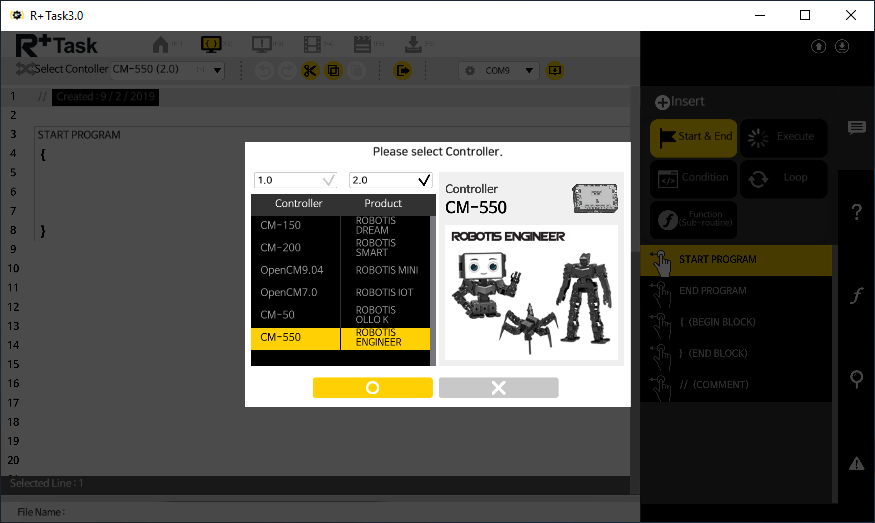 R+Task3.0
R+Task
Select Contoller CM-550 (2.0)
COM9
1 // Created : 9 / 2 / 2019
2
3 START PROGRAM
4 {
5
6
7
8 }
9
10
11
12
13
14
15
16
17
18
19
20
Selected Line : 1
File Name :
Please select Controller.
1.0 2.0
Controller Product
CM-150 ROBOTIS DREAM
CM-200 ROBOTIS SMART
OpenCM9.04 ROBOTIS MINI
OpenCM7.0 ROBOTIS IOT
CM-50 ROBOTIS OLLO K
CM-550 ROBOTIS ENGINEER
Controller
CM-550
ROBOTIS ENGINEER
Insert
Start & End Execute
Condition Loop
Function
(Sub-routine)
START PROGRAM
END PROGRAM
{ (BEGIN BLOCK)
} (END BLOCK)
// (COMMENT)